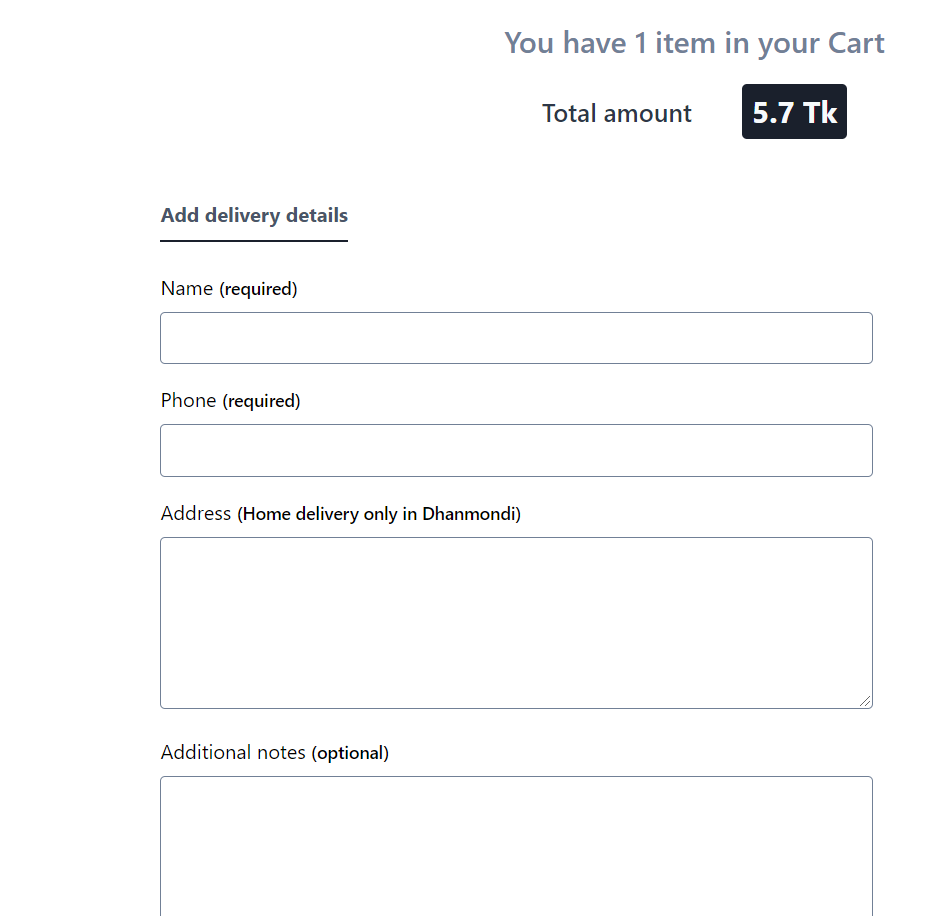 You have 1 item in your Cart
Total amount 5.7 Tk
Add delivery details
Name (required)
Phone (required)
Address (Home delivery only in Dhanmondi)
Additional notes (optional)